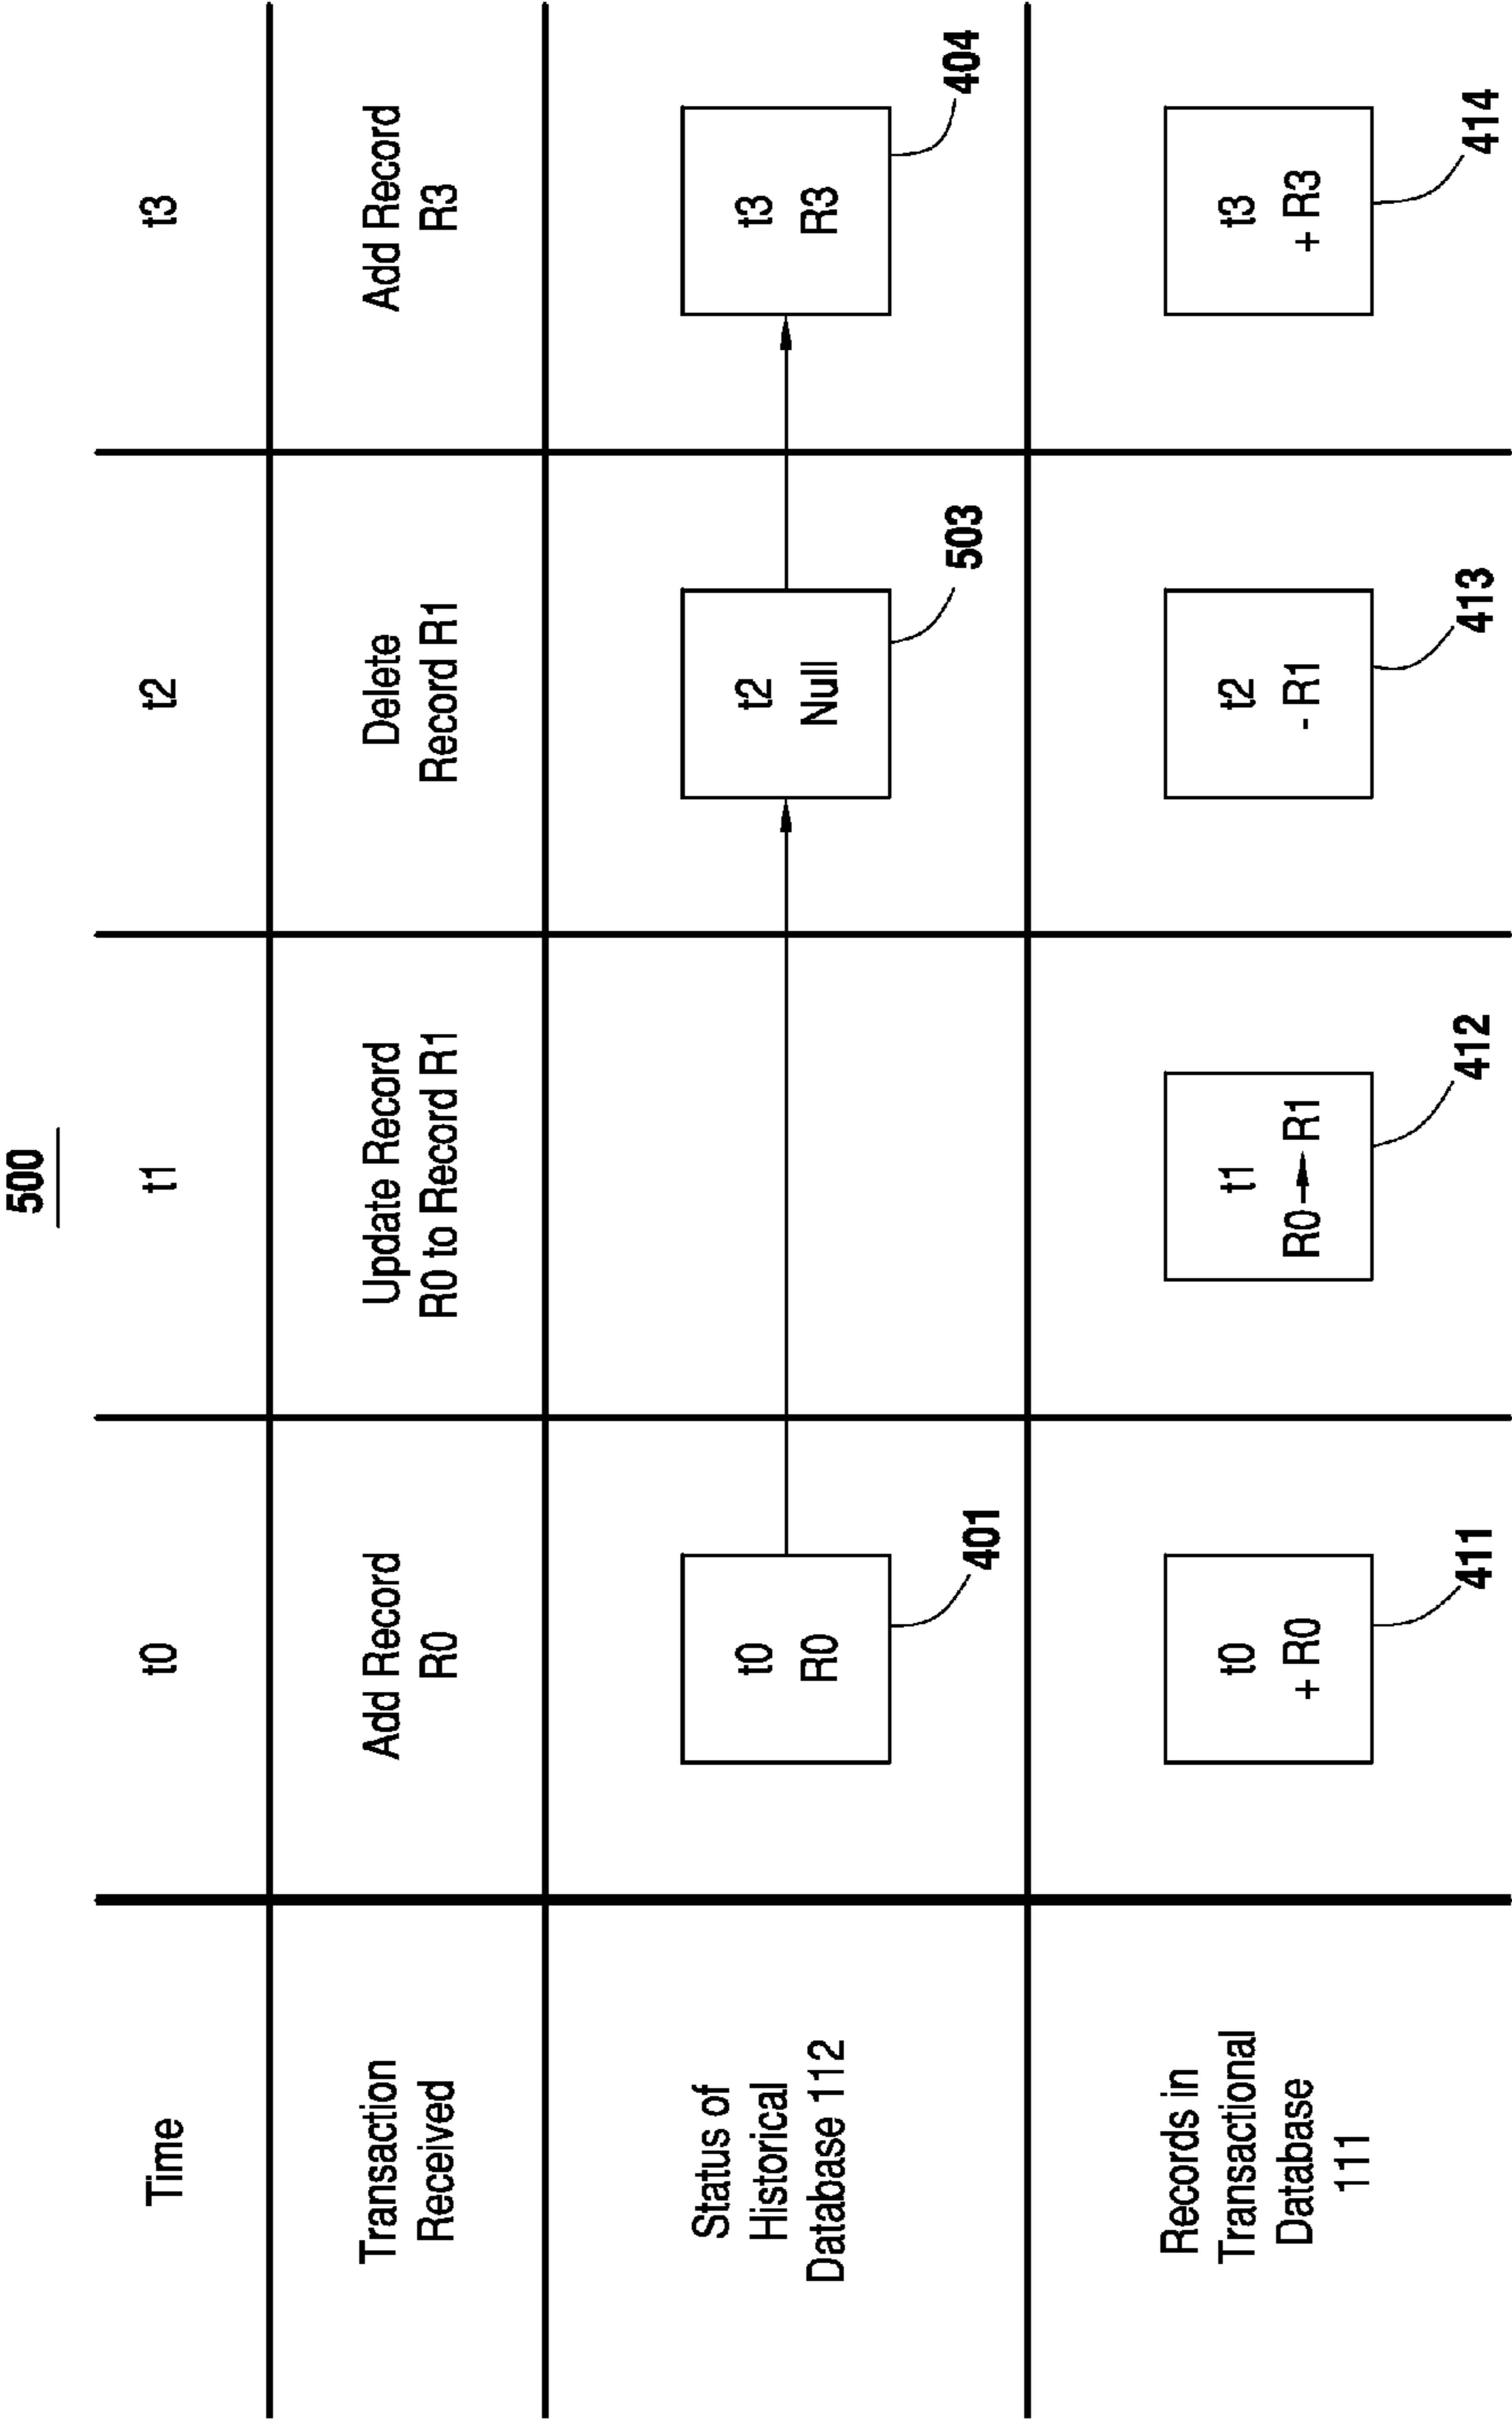 500
Time
t0
t1
t2
t3
Transaction
Received
Add Record
R0
Update Record
R0 to Record R1
Delete
Record R1
Add Record
R3
Status of
Historical
Database 112
t0
R0
401
t2
Null
503
t3
R3
404
Records in
Transactional
Database
111
t0
+ R0
411
t1
R0 → R1
412
t2
- R1
413
t3
+ R3
414